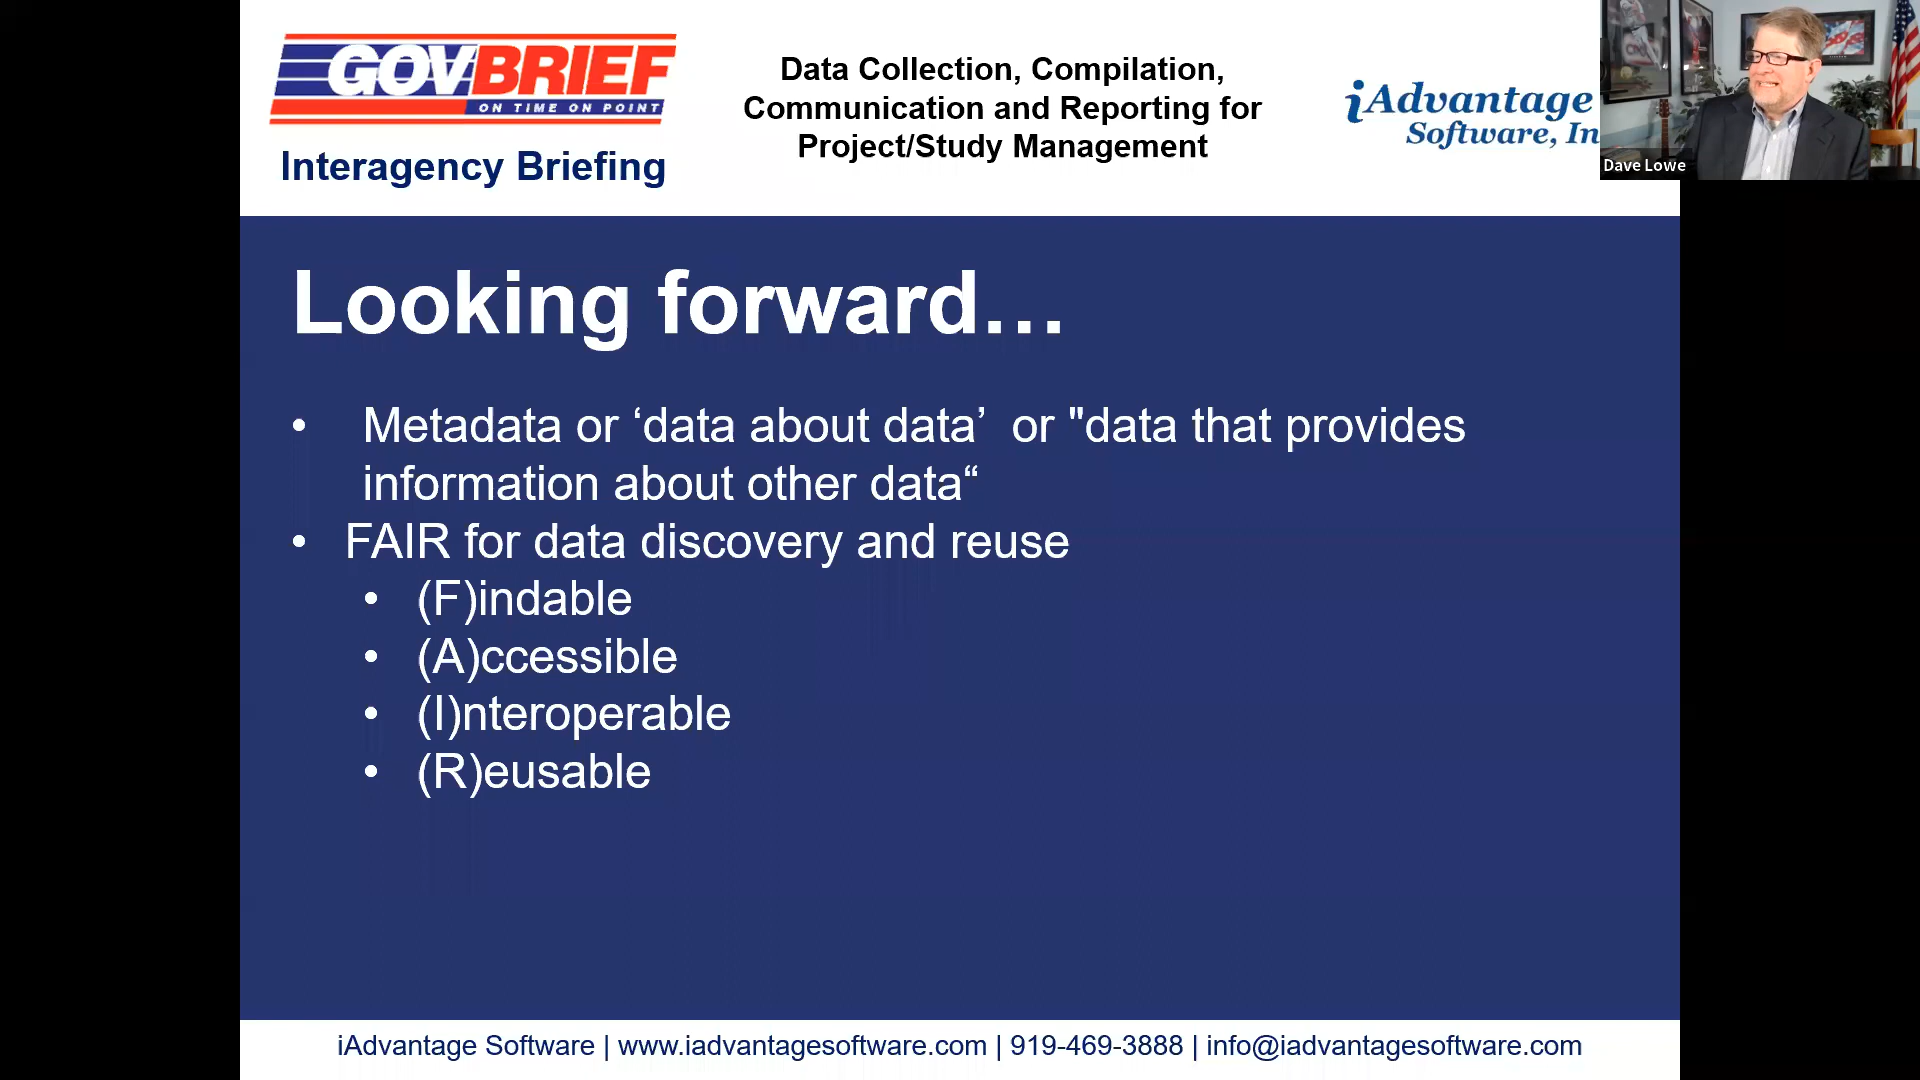 GOVBRIEF
ON TIME ON POINT
Interagency Briefing
Data Collection, Compilation,
Communication and Reporting for
Project/Study Management
iAdvantage
Software, In
Dave Lowe
Looking forward…
• Metadata or ‘data about data’  or "data that provides
information about other data“
• FAIR for data discovery and reuse
• (F)indable
• (A)ccessible
• (I)nteroperable
• (R)eusable
iAdvantage Software | www.iadvantagesoftware.com | 919-469-3888 | info@iadvantagesoftware.com